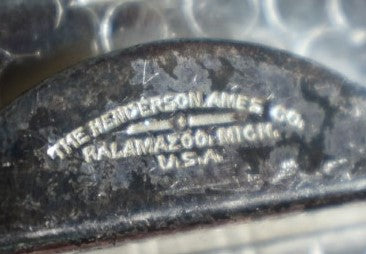 THE HENDERSON AMES CO.
KALAMAZOO, MICH.
U.S.A.